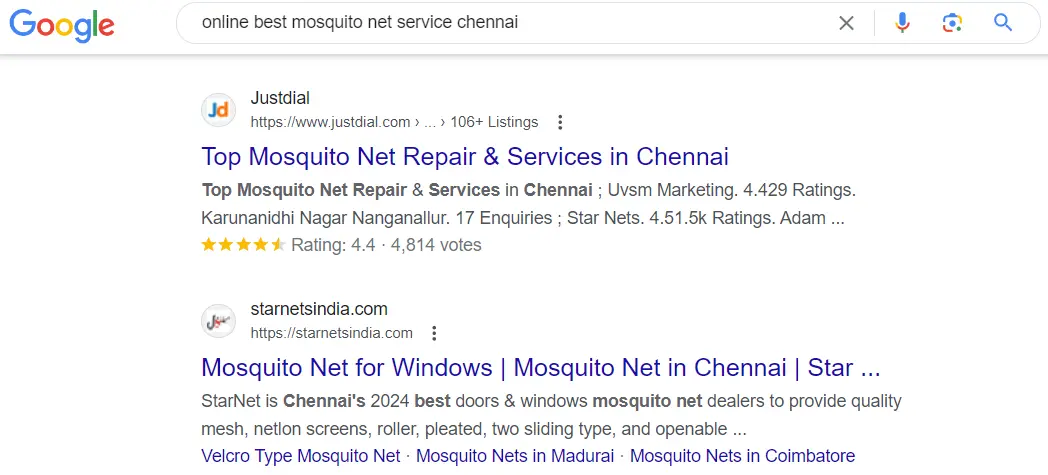 Google
online best mosquito net service chennai
Jd
Justdial
https://www.justdial.com › ... › 106+ Listings
Top Mosquito Net Repair & Services in Chennai
Top Mosquito Net Repair & Services in Chennai ; Uvsm Marketing. 4.429 Ratings.
Karunanidhi Nagar Nanganallur. 17 Enquiries ; Star Nets. 4.51.5k Ratings. Adam ...
Rating: 4.4 · 4,814 votes
starnetsindia.com
https://starnetsindia.com
Mosquito Net for Windows | Mosquito Net in Chennai | Star ...
StarNet is Chennai's 2024 best doors & windows mosquito net dealers to provide quality
mesh, netlon screens, roller, pleated, two sliding type, and openable ...
Velcro Type Mosquito Net · Mosquito Nets in Madurai · Mosquito Nets in Coimbatore